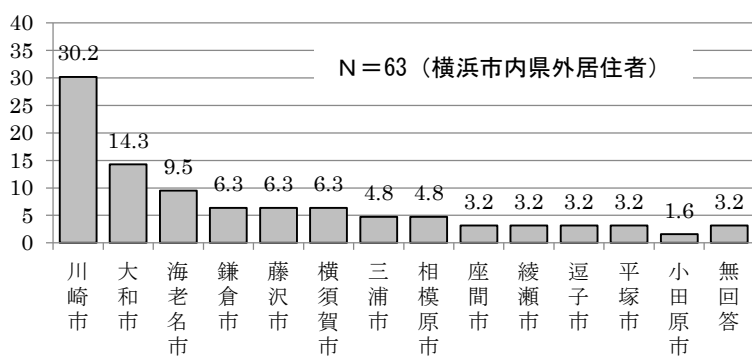 40
35
30
25
20
15
10
5
0
N=63(横浜市内県外居住者)
30.2
14.3
9.5
6.3
6.3
6.3
4.8
4.8
3.2
3.2
3.2
3.2
1.6
3.2
川崎市
大和市
海老名市
鎌倉市
藤沢市
横須賀市
三浦市
相模原市
座間市
綾瀬市
逗子市
平塚市
小田原市
無回答